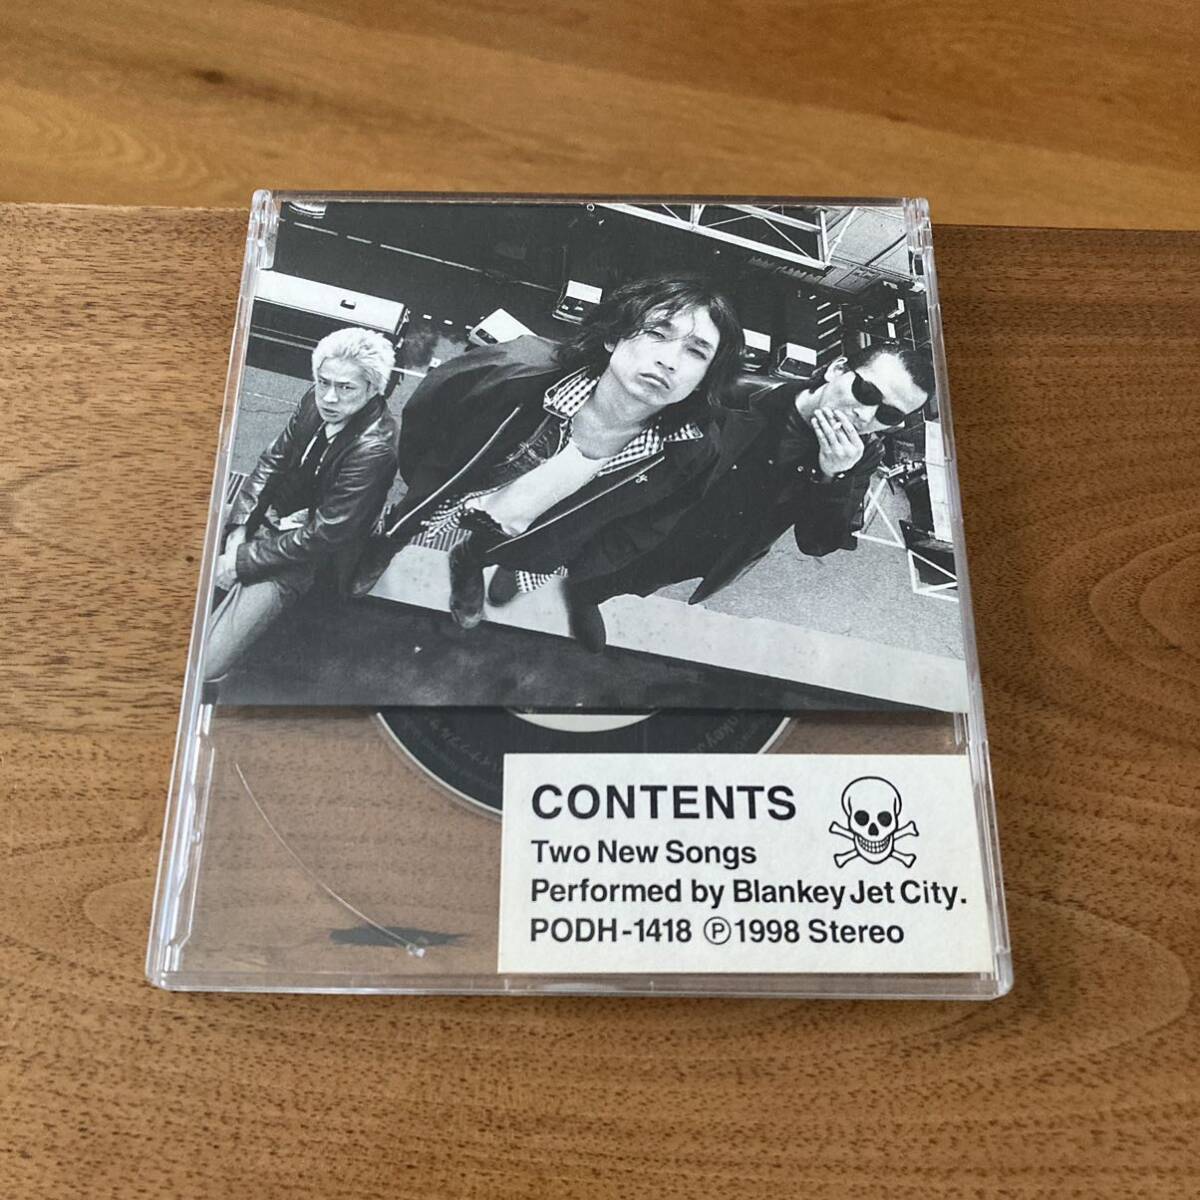 CONTENTS
Two New Songs
Performed by Blankey Jet City.
PODH-1418 ℗1998 Stereo